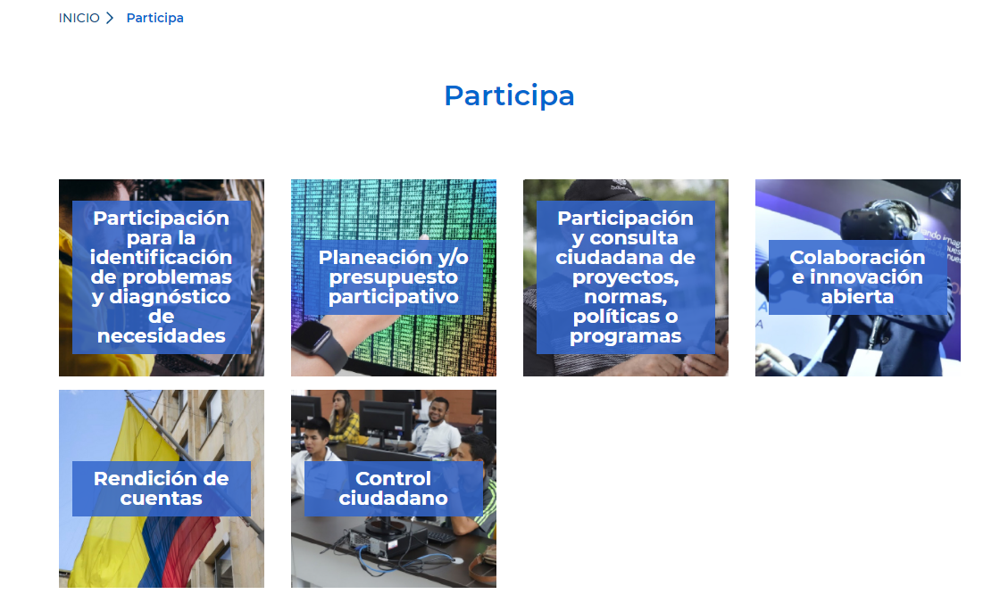 INICIO > Participa
Participa
Participación
para la
identificación
de problemas
y diagnóstico
de
necesidades
Planeación y/o
presupuesto
participativo
Participación
y consulta
ciudadana de
proyectos,
normas,
políticas o
programas
Colaboración
e innovación
abierta
Rendición de
cuentas
Control
ciudadano